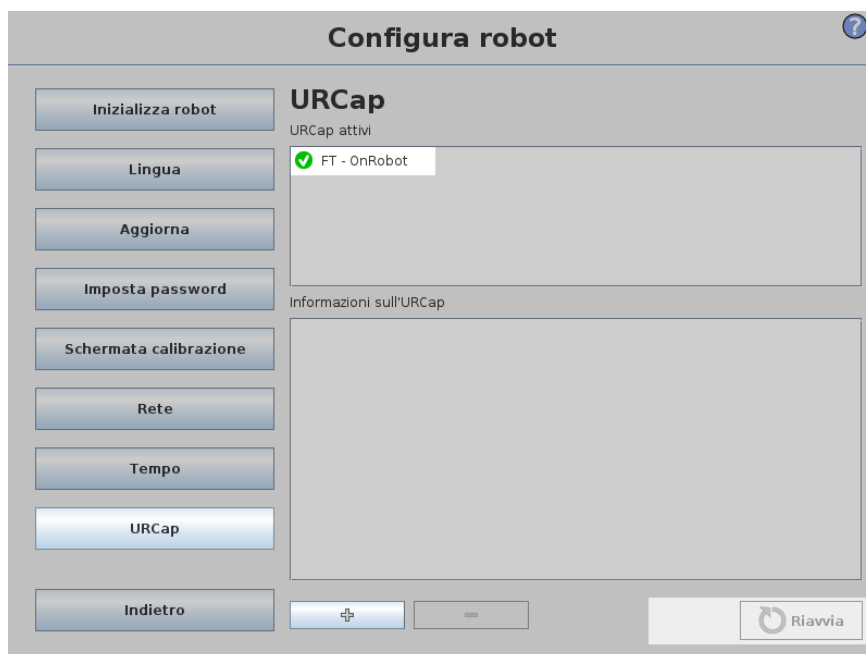 Configura robot
?
Inizializza robot
Lingua
Aggiorna
Imposta password
Schermata calibrazione
Rete
Tempo
URCap
Indietro
URCap
URCap attivi
FT - OnRobot
Informazioni sull'URCap
Riavvia